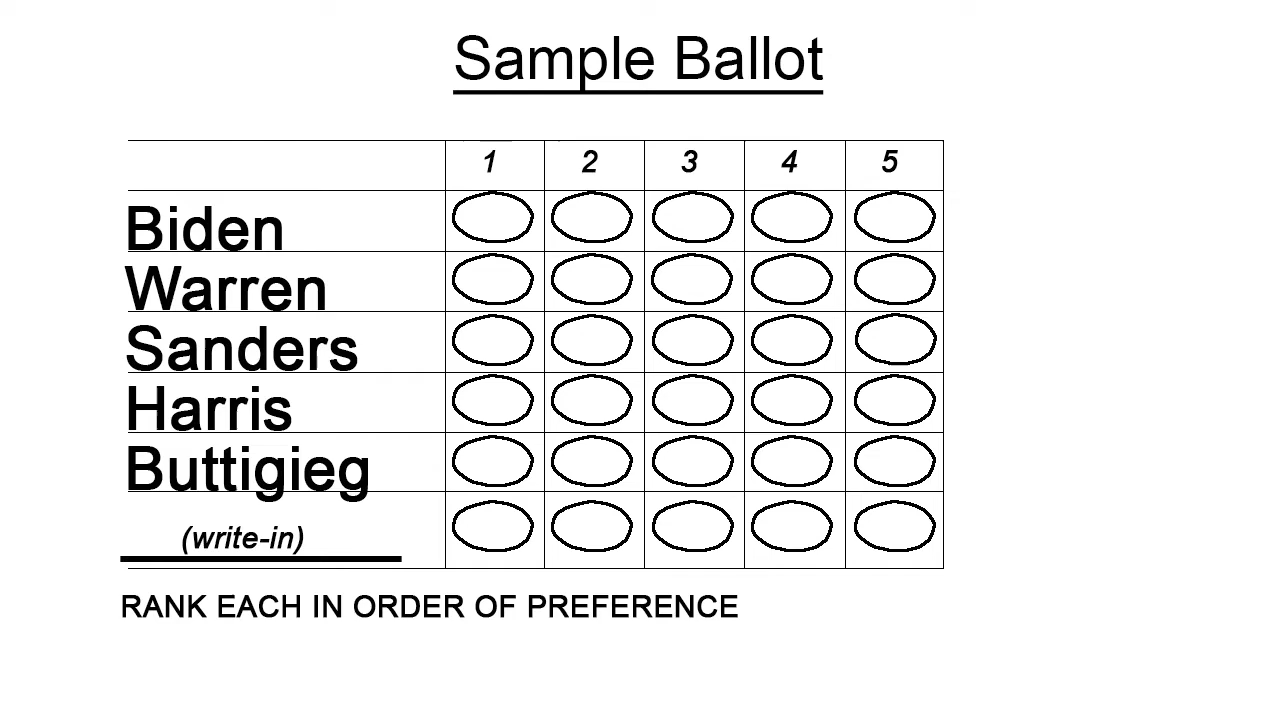 Sample Ballot
1 2 3 4 5
Biden
Warren
Sanders
Harris
Buttigieg
(write-in)
RANK EACH IN ORDER OF PREFERENCE